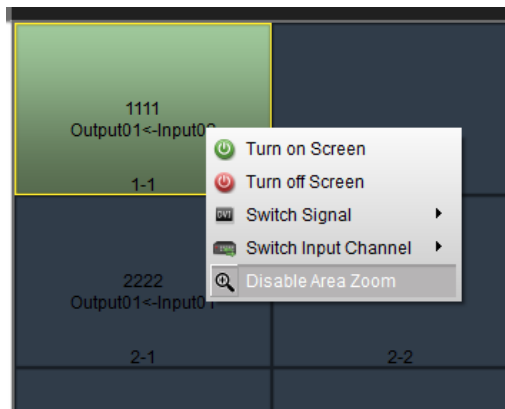 1111
Output01<-Input02
1-1
Turn on Screen
Turn off Screen
DVI
Switch Signal
Switch Input Channel
Disable Area Zoom
2222
Output01<-Input01
2-1
2-2